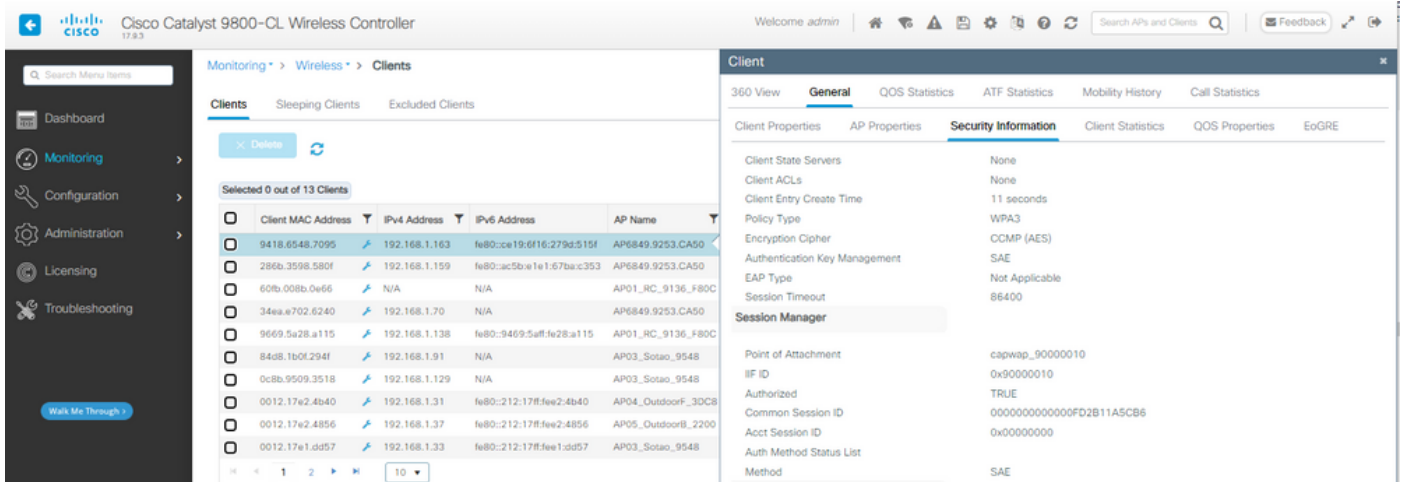 CISCO
Cisco Catalyst 9800-CL Wireless Controller
17.9.3
Welcome admin
Search APs and Clients
Feedback
Search Menu Items
Dashboard
Monitoring
Configuration
Administration
Licensing
Troubleshooting
Walk Me Through >
Monitoring > Wireless > Clients
Clients Sleeping Clients Excluded Clients
× Delete
Selected 0 out of 13 Clients
Client MAC Address IPv4 Address IPv6 Address AP Name
9418.6548.7095 192.168.1.163 fe80::ce19:6f16:279d:515f AP6849.9253.CA50
286b.3598.580f 192.168.1.159 fe80::ac5b:e1e1:67ba:c353 AP6849.9253.CA50
60fb.008b.0e66 N/A N/A AP01_RC_9136_F80C
34ea.e702.6240 192.168.1.70 N/A AP6849.9253.CA50
9669.5a28.a115 192.168.1.138 fe80::9469:5aff:fe28:a115 AP01_RC_9136_F80C
84d8.1b0f.294f 192.168.1.91 N/A AP03_Sotao_9548
0c8b.9509.3518 192.168.1.129 N/A AP03_Sotao_9548
0012.17e2.4b40 192.168.1.31 fe80::212:17ff:fee2:4b40 AP04_OutdoorF_3DC8
0012.17e2.4856 192.168.1.37 fe80::212:17ff:fee2:4856 AP05_OutdoorB_2200
0012.17e1.dd57 192.168.1.33 fe80::212:17ff:fee1:dd57 AP03_Sotao_9548
1 2 10
Client
360 View General QOS Statistics ATF Statistics Mobility History Call Statistics
Client Properties AP Properties Security Information Client Statistics QOS Properties EoGRE
Client State Servers None
Client ACLs None
Client Entry Create Time 11 seconds
Policy Type WPA3
Encryption Cipher CCMP (AES)
Authentication Key Management SAE
EAP Type Not Applicable
Session Timeout 86400
Session Manager
Point of Attachment capwap_90000010
IIF ID 0x90000010
Authorized TRUE
Common Session ID 000000000000FD2B11A5CB6
Acct Session ID 0x00000000
Auth Method Status List
Method SAE